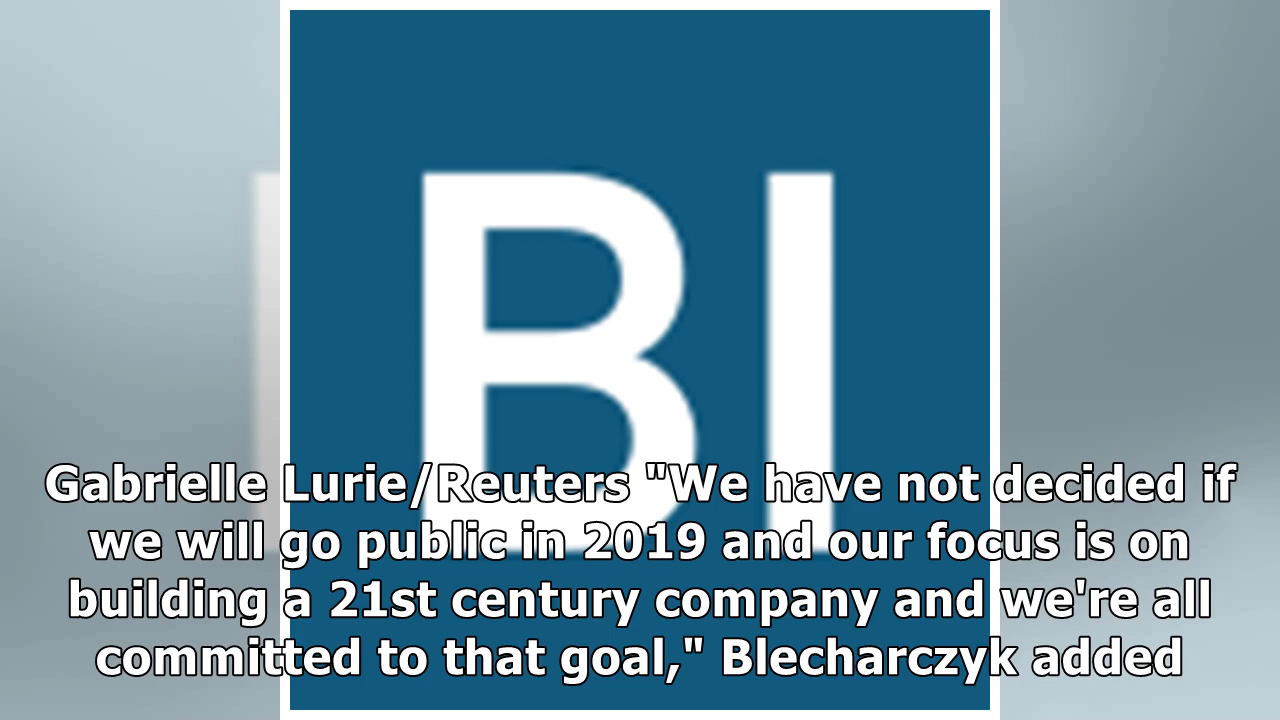 BI
Gabrielle Lurie/Reuters "We have not decided if
we will go public in 2019 and our focus is on
building a 21st century company and we're all
committed to that goal," Blecharczyk added